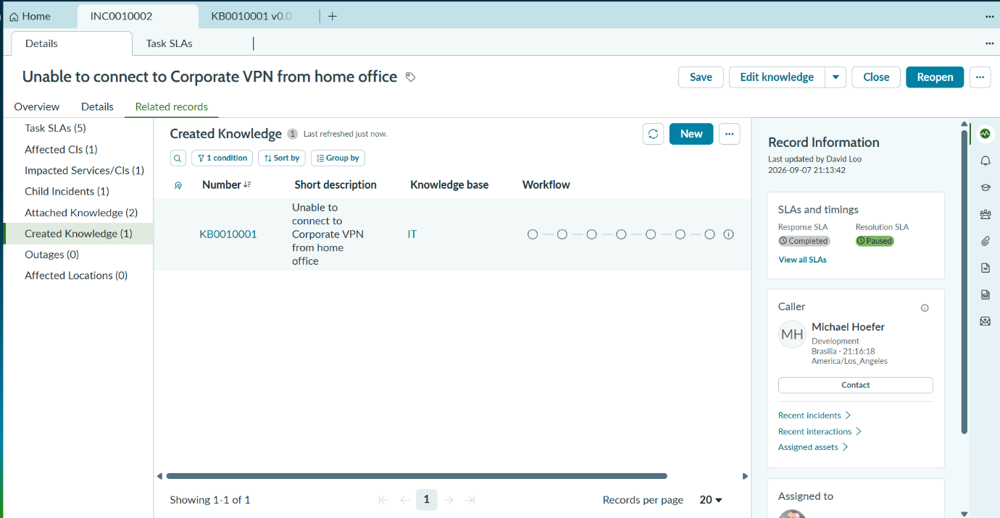 Home
INC0010002
KB0010001 v0.0
Details
Task SLAs
Unable to connect to Corporate VPN from home office
Save
Edit knowledge
Close
Reopen
Overview
Details
Related records
Task SLAs (5)
Affected CIs (1)
Impacted Services/CIs (1)
Child Incidents (1)
Attached Knowledge (2)
Created Knowledge (1)
Outages (0)
Affected Locations (0)
Created Knowledge 1 Last refreshed just now.
New
1 condition
Sort by
Group by
Number
Short description
Knowledge base
Workflow
KB0010001
Unable to
connect to
Corporate VPN
from home
office
IT
Showing 1-1 of 1
1
Records per page 20
Record Information
Last updated by David Loo
2026-09-07 21:13:42
SLAs and timings
Response SLA
Resolution SLA
Completed
Paused
View all SLAs
Caller
MH
Michael Hoefer
Development
Brasilia · 21:16:18
America/Los_Angeles
Contact
Recent incidents
Recent interactions
Assigned assets
Assigned to